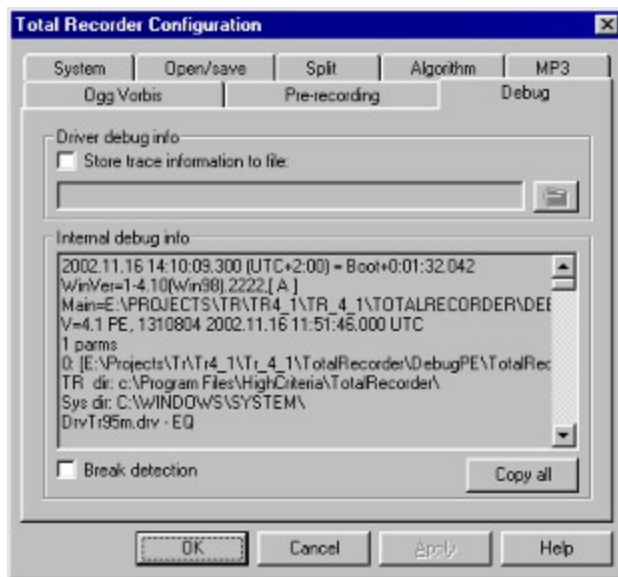 Total Recorder Configuration
System Open/save Split Algorithm MP3
Ogg Vorbis Pre-recording Debug
Driver debug info
Store trace information to file:
Internal debug info
2002.11.16 14:10:09.300 (UTC+2:00) = Boot+0:01:32.042
WinVer=1-4.10(Win98).2222,[ A ]
Main=E:\PROJECTS\TR\TR4_1\TR_4_1\TOTALRECORDER\DEE
V=4.1 PE, 1310804 2002.11.16 11:51:46.000 UTC
1 parms
0: [E:\Projects\Tr\Tr4_1\Tr_4_1\TotalRecorder\DebugPE\TotalRec
TR dir: c:\Program Files\HighCriteria\TotalRecorder\
Sys dir: C:\WINDOWS\SYSTEM\
DrvTr95m.drv - EQ
Break detection Copy all
OK Cancel Apply Help